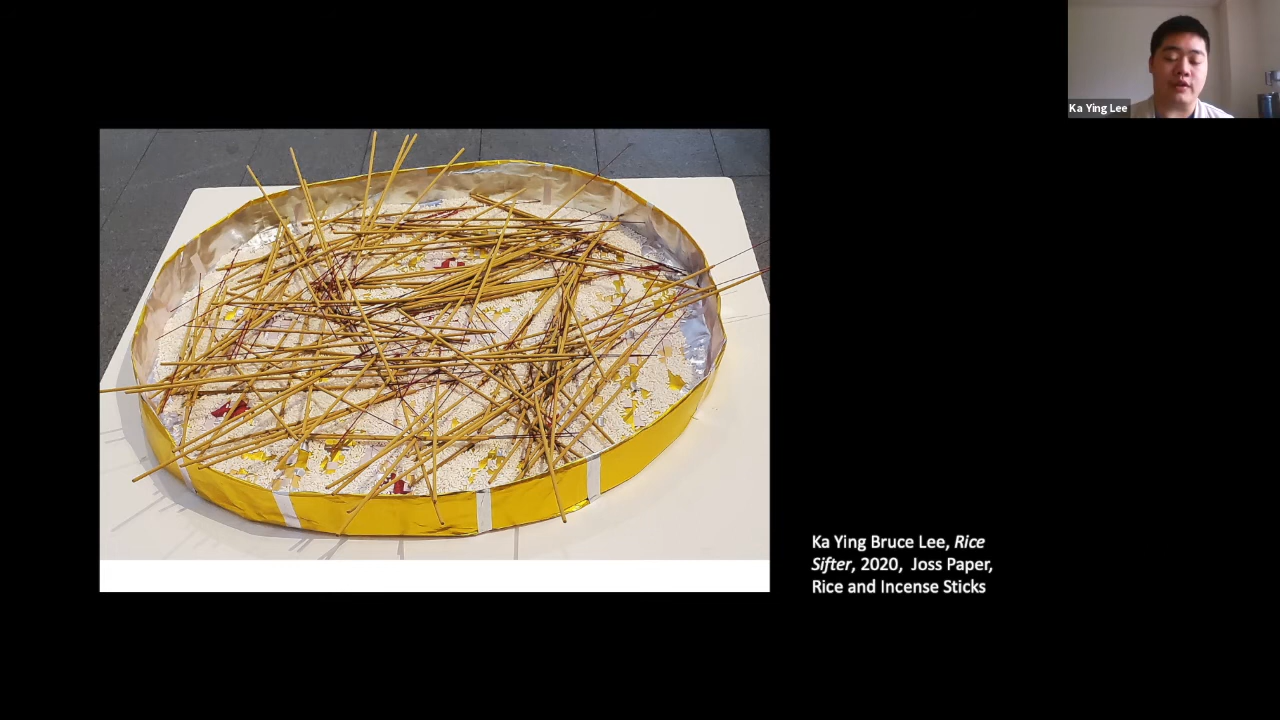 Ka Ying Lee
Ka Ying Bruce Lee, Rice
Sifter, 2020, Joss Paper,
Rice and Incense Sticks